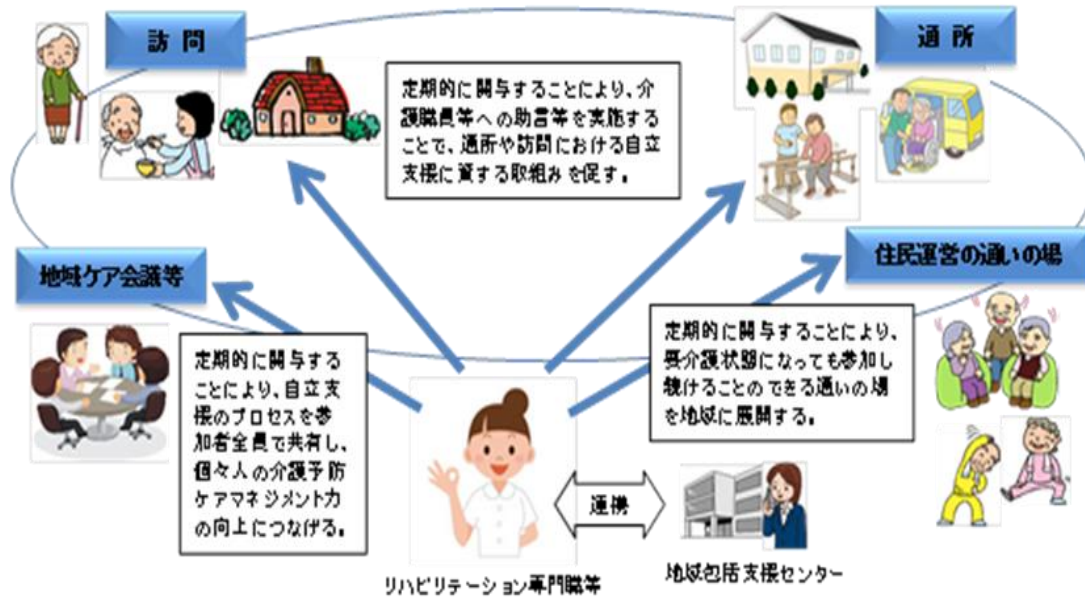 訪問
通所
定期的に関与することにより、介
護職員等への助言等を実施する
ことで、通所や訪問における自立
支援に資する取組みを促す。
地域ケア会議等
住民運営の通いの場
定期的に関与する
ことにより、自立支
援のプロセスを参
加者全員で共有し、
個々人の介護予防
ケアマネジメント力
の向上につなげる。
定期的に関与することにより、
要介護状態になっても参加し
続けることのできる通いの場
を地域に展開する。
連携
リハビリテーション専門職等
地域包括支援センター